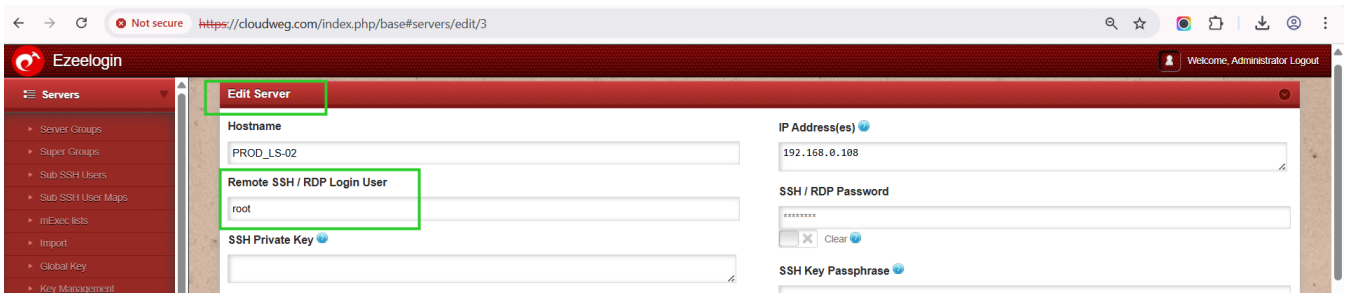 Not secure https://cloudweg.com/index.php/base#servers/edit/3
Ezeelogin
Welcome, Administrator Logout
Servers
Server Groups
Super Groups
Sub SSH Users
Sub SSH User Maps
mExec lists
Import
Global Key
Key Management
Edit Server
Hostname
PROD_LS-02
Remote SSH / RDP Login User
root
SSH Private Key
IP Address(es)
192.168.0.108
SSH / RDP Password
********
Clear
SSH Key Passphrase